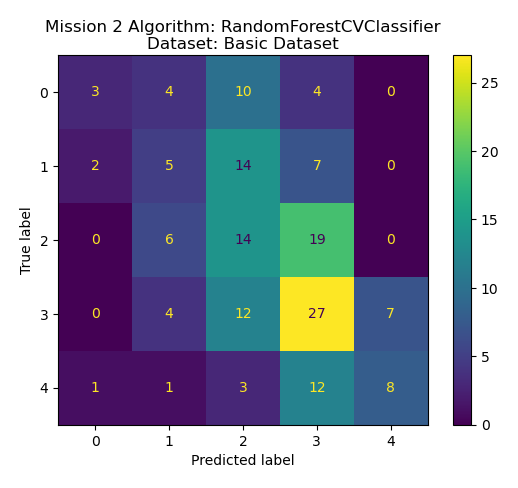 Mission 2 Algorithm: RandomForestCVClassifier
Dataset: Basic Dataset
True label
0 3 4 10 4 0
1 2 5 14 7 0
2 0 6 14 19 0
3 0 4 12 27 7
4 1 1 3 12 8
0 1 2 3 4
Predicted label
25
20
15
10
5
0